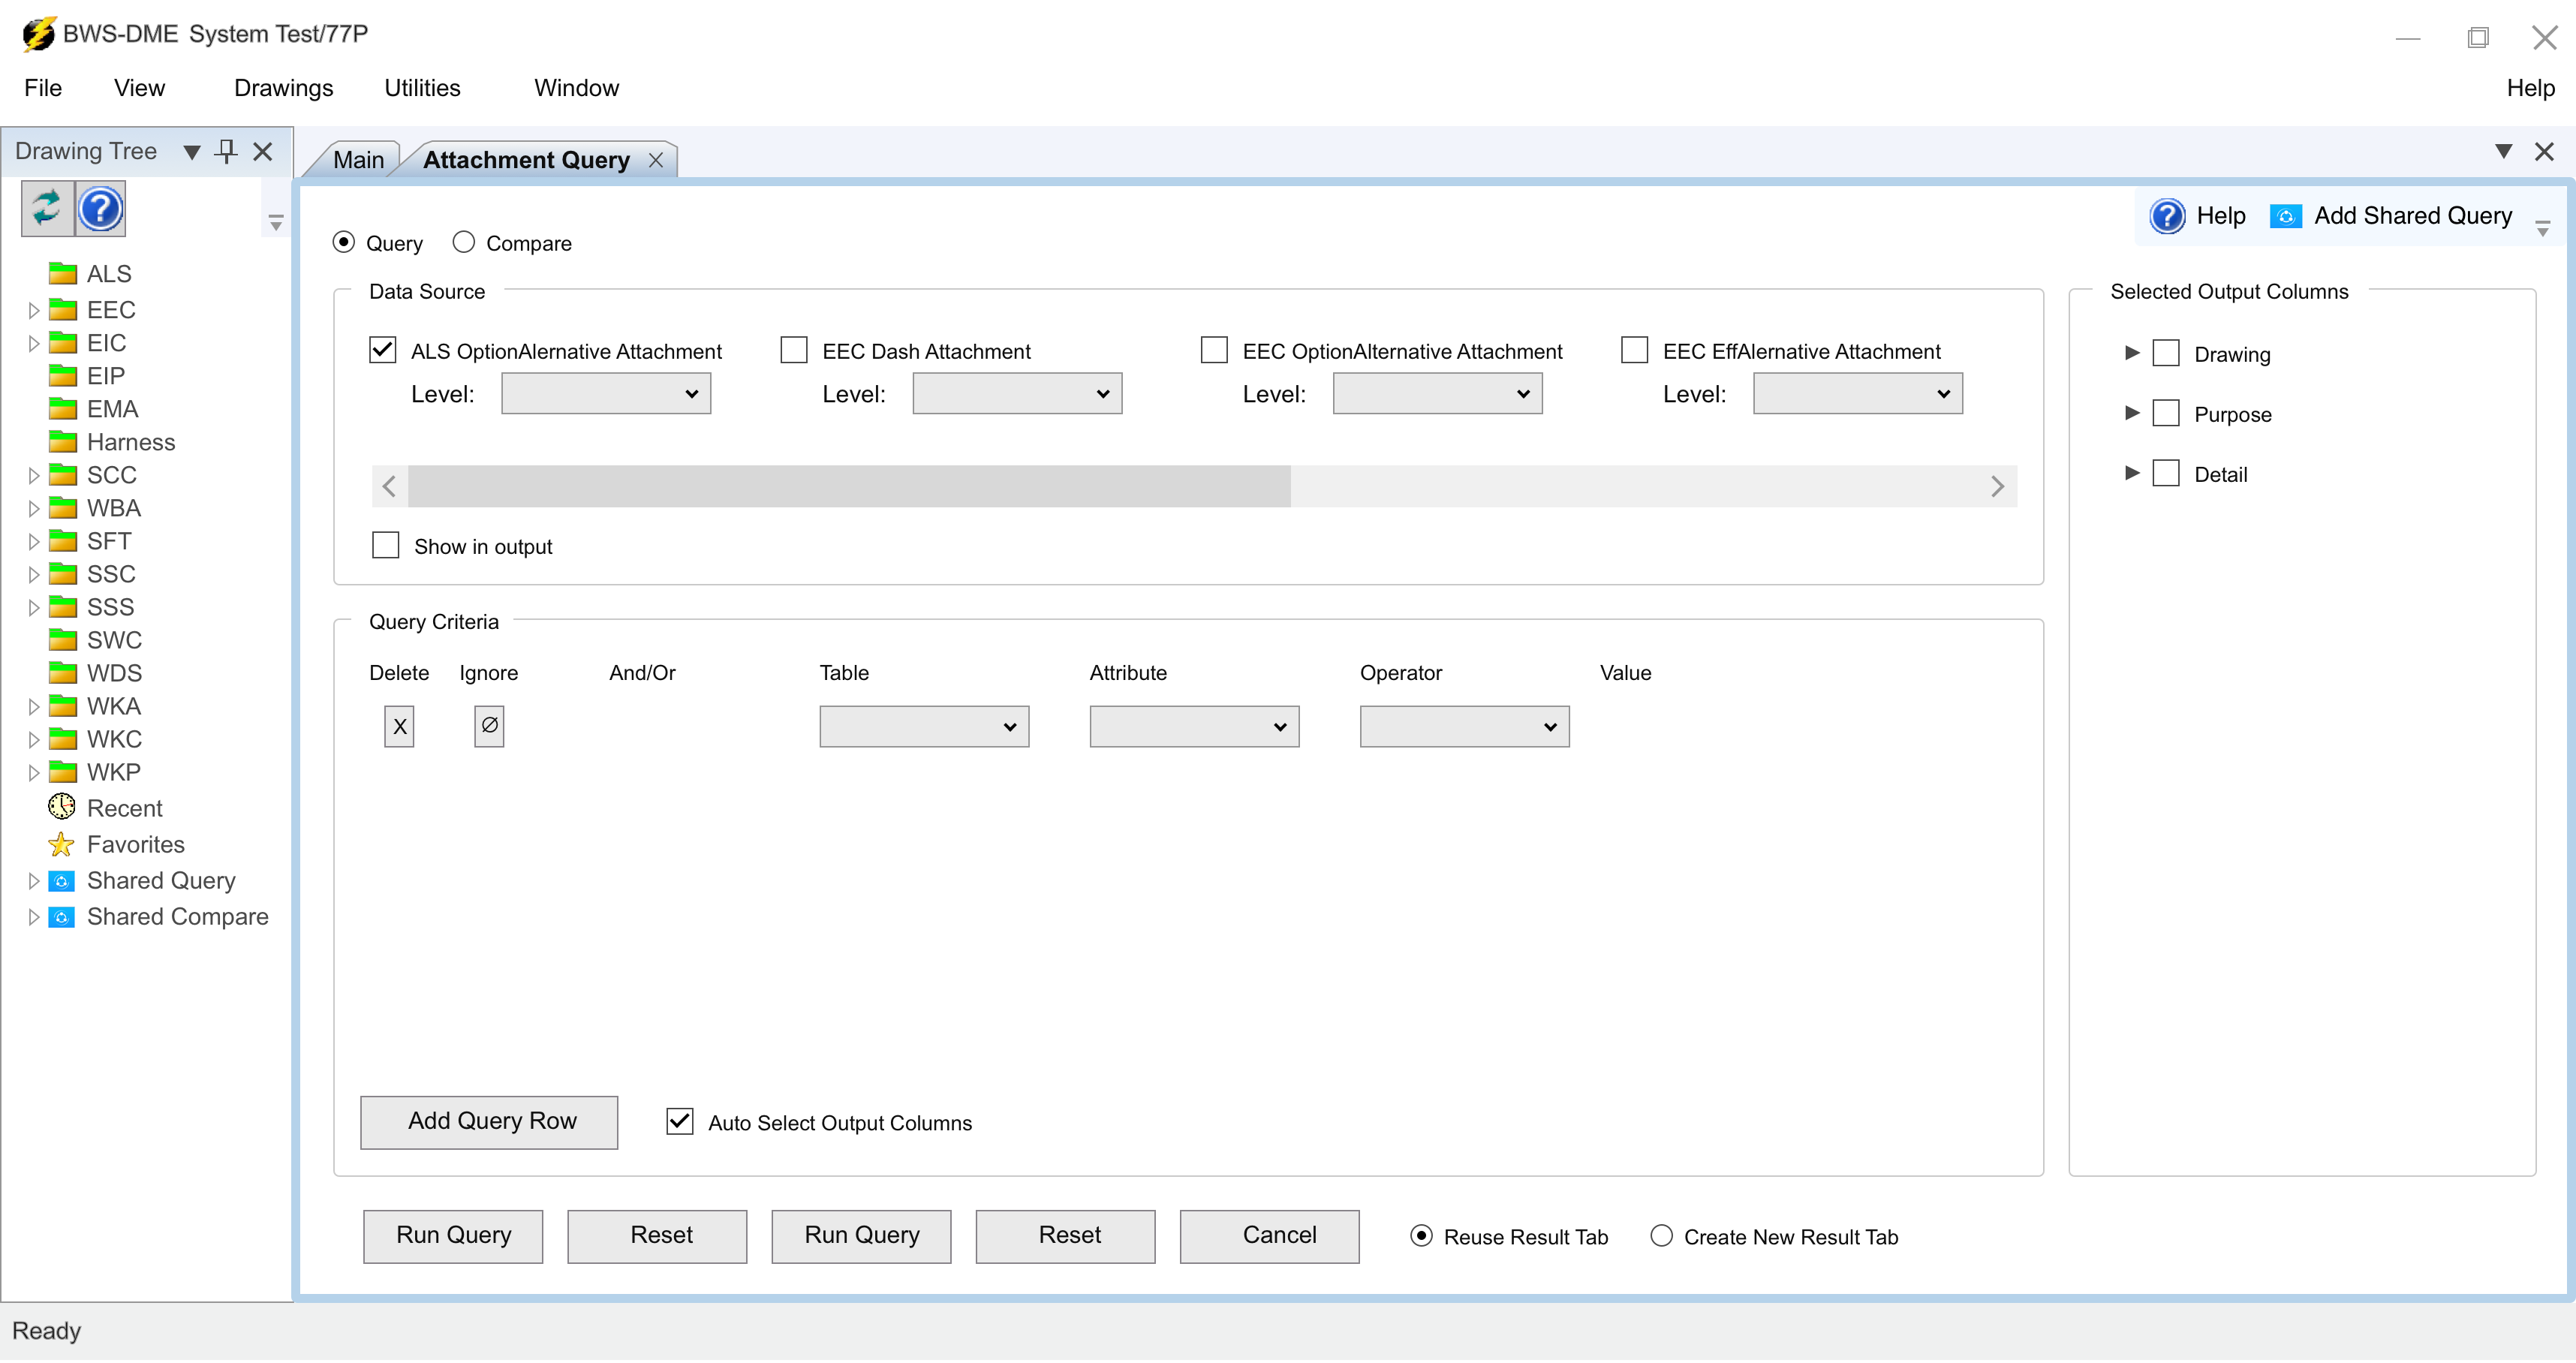 BWS-DME System Test/77P
File View Drawings Utilities Window Help
Drawing Tree
Main Attachment Query
Help Add Shared Query
Query Compare
ALS
EEC
EIC
EIP
EMA
Harness
SCC
WBA
SFT
SSC
SSS
SWC
WDS
WKA
WKC
WKP
Recent
Favorites
Shared Query
Shared Compare
Data Source
ALS OptionAlernative Attachment EEC Dash Attachment EEC OptionAlternative Attachment EEC EffAlernative Attachment
Level: Level: Level: Level:
Show in output
Selected Output Columns
Drawing
Purpose
Detail
Query Criteria
Delete Ignore And/Or Table Attribute Operator Value
X ∅
Add Query Row Auto Select Output Columns
Run Query Reset Run Query Reset Cancel Reuse Result Tab Create New Result Tab
Ready